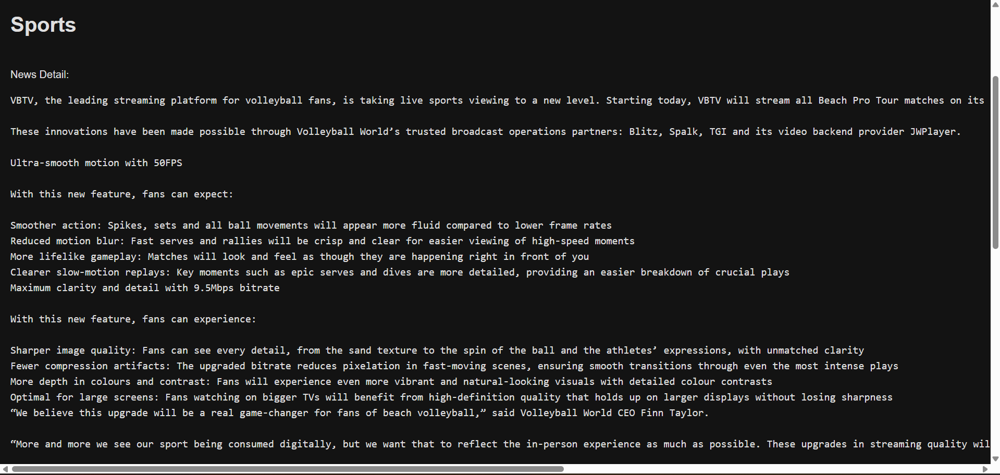 Sports
News Detail:
VBTV, the leading streaming platform for volleyball fans, is taking live sports viewing to a new level. Starting today, VBTV will stream all Beach Pro Tour matches on its
These innovations have been made possible through Volleyball World’s trusted broadcast operations partners: Blitz, Spalk, TGI and its video backend provider JWPlayer.
Ultra-smooth motion with 50FPS
With this new feature, fans can expect:
Smoother action: Spikes, sets and all ball movements will appear more fluid compared to lower frame rates
Reduced motion blur: Fast serves and rallies will be crisp and clear for easier viewing of high-speed moments
More lifelike gameplay: Matches will look and feel as though they are happening right in front of you
Clearer slow-motion replays: Key moments such as epic serves and dives are more detailed, providing an easier breakdown of crucial plays
Maximum clarity and detail with 9.5Mbps bitrate
With this new feature, fans can experience:
Sharper image quality: Fans can see every detail, from the sand texture to the spin of the ball and the athletes’ expressions, with unmatched clarity
Fewer compression artifacts: The upgraded bitrate reduces pixelation in fast-moving scenes, ensuring smooth transitions through even the most intense plays
More depth in colours and contrast: Fans will experience even more vibrant and natural-looking visuals with detailed colour contrasts
Optimal for large screens: Fans watching on bigger TVs will benefit from high-definition quality that holds up on larger displays without losing sharpness
“We believe this upgrade will be a real game-changer for fans of beach volleyball,” said Volleyball World CEO Finn Taylor.
“More and more we see our sport being consumed digitally, but we want that to reflect the in-person experience as much as possible. These upgrades in streaming quality wil